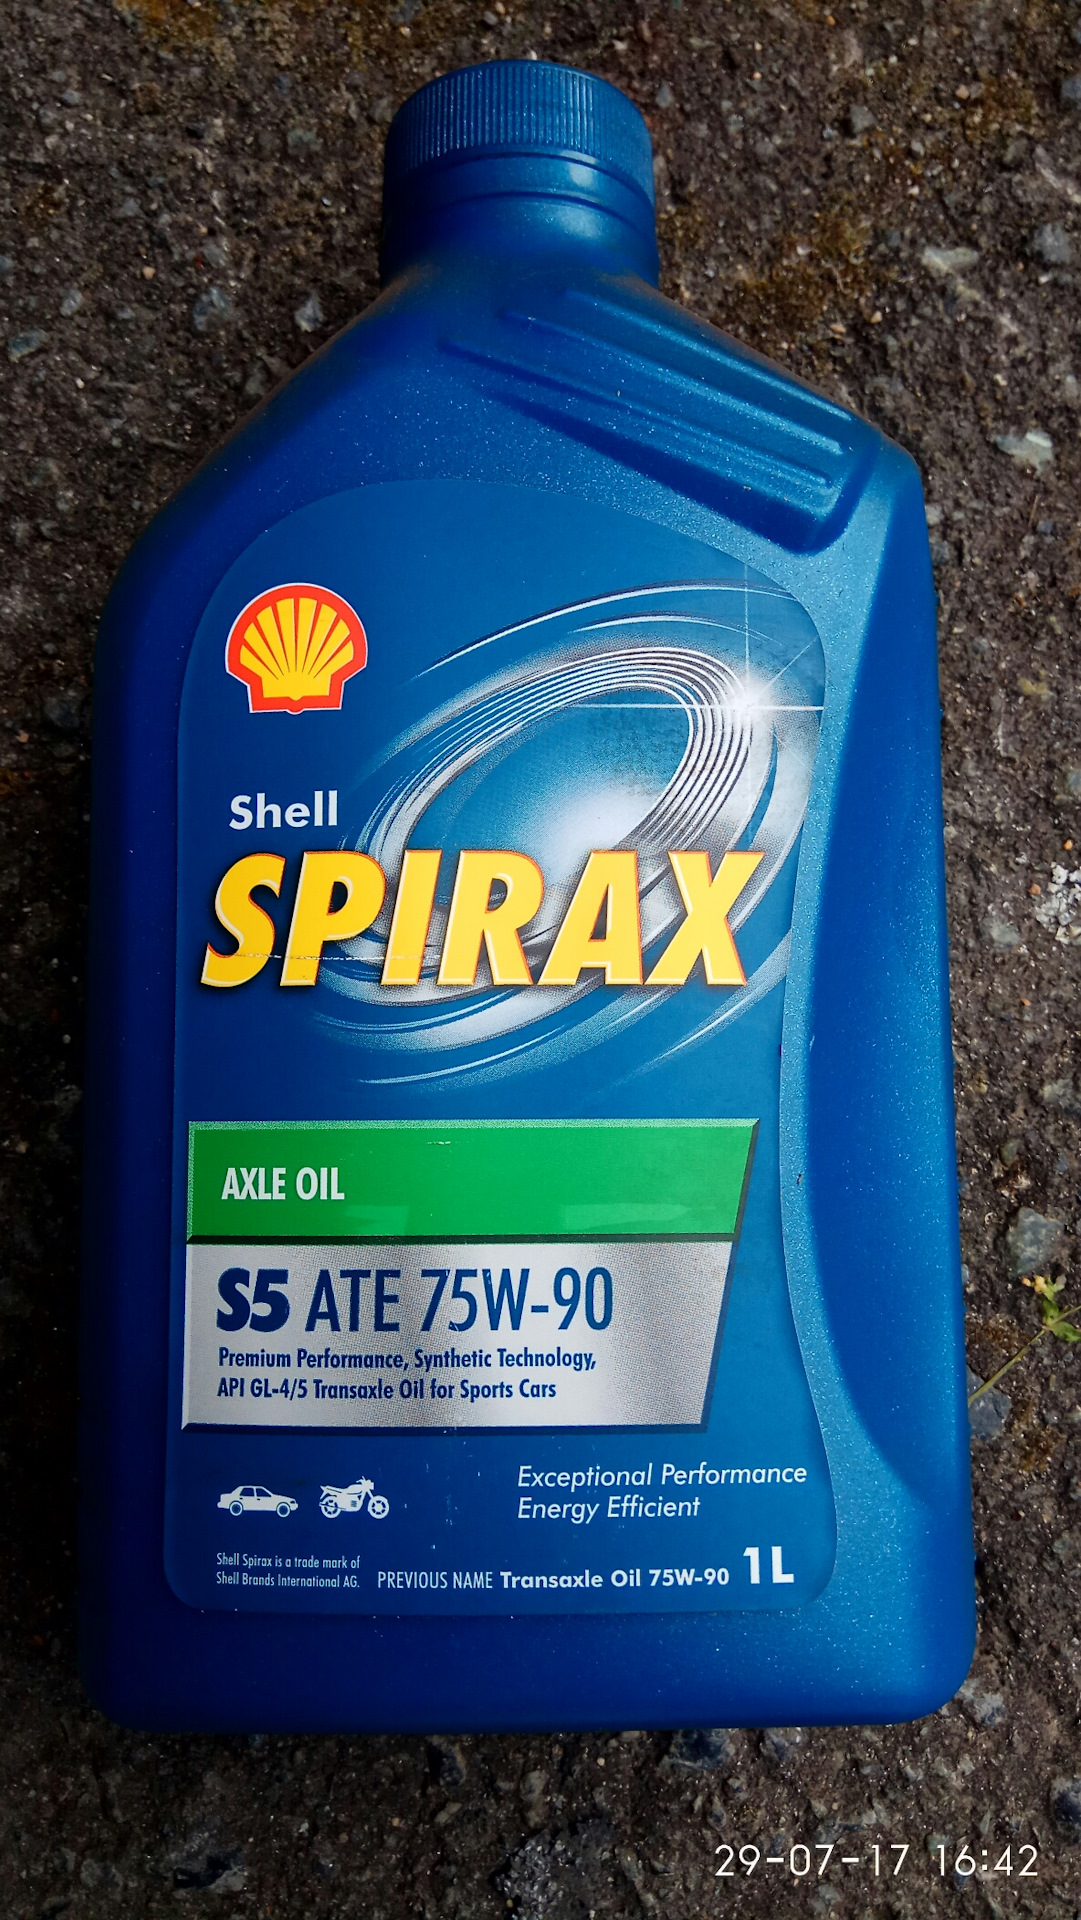 Shell
SPIRAX
AXLE OIL
S5 ATE 75W-90
Premium Performance, Synthetic Technology,
API GL-4/5 Transaxle Oil for Sports Cars
Exceptional Performance
Energy Efficient
Shell Spirax is a trade mark of
Shell Brands International AG.
PREVIOUS NAME Transaxle Oil 75W-90 1L
29-07-17 16:42